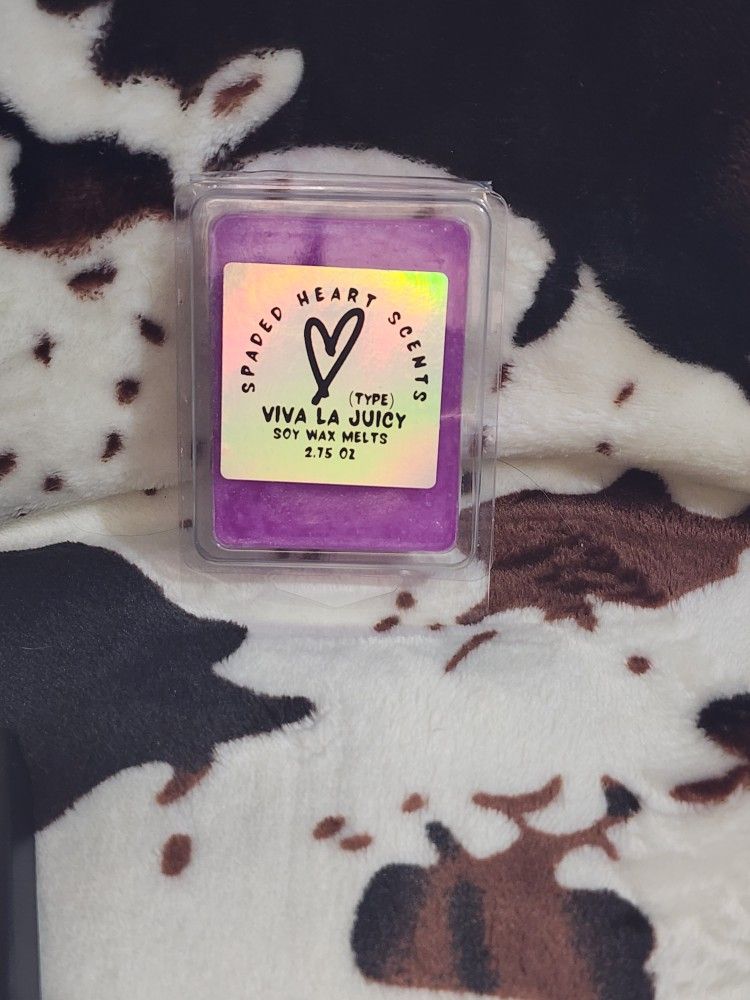 SPADED HEART SCENTS
(TYPE)
VIVA LA JUICY
SOY WAX MELTS
2.75 OZ